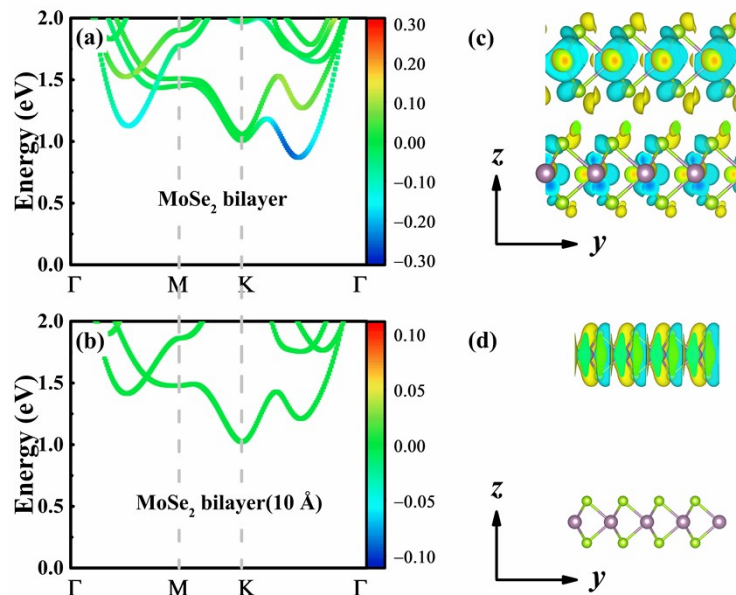 (a)
Energy (eV)
2.0
1.5
1.0
0.5
0.0
MoSe₂ bilayer
Γ M K Γ
0.30
0.20
0.10
0.00
−0.10
−0.20
−0.30
(c)
z
y
(b)
Energy (eV)
2.0
1.5
1.0
0.5
0.0
MoSe₂ bilayer(10 Å)
Γ M K Γ
0.10
0.05
0.00
−0.05
−0.10
(d)
z
y